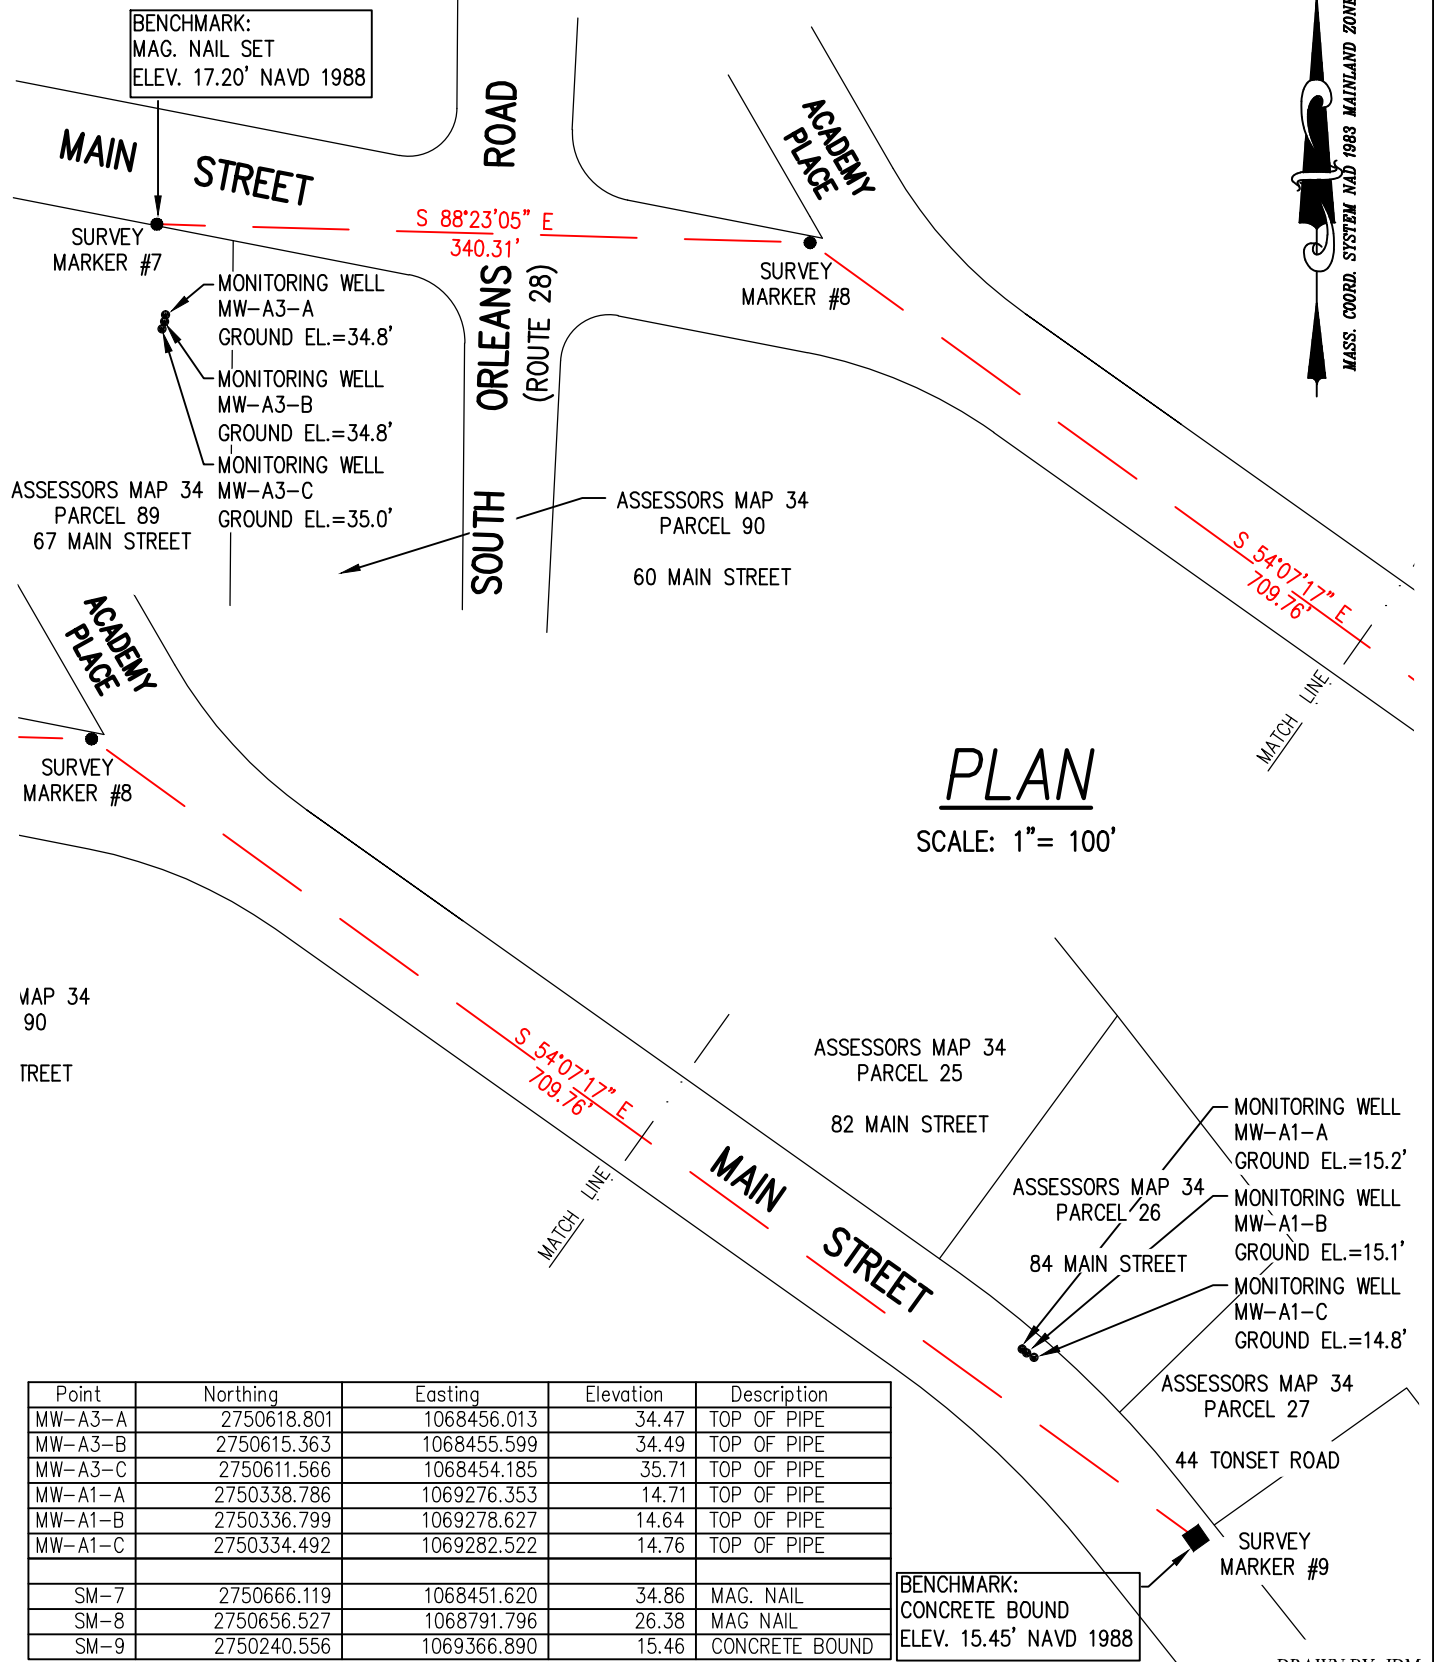 BENCHMARK:
MAG. NAIL SET
ELEV. 17.20' NAVD 1988
MAIN STREET
SOUTH ORLEANS ROAD
(ROUTE 28)
ACADEMY
PLACE
MASS. COORD. SYSTEM NAD 1983 MAINLAND ZONE
S 88°23'05" E
340.31'
SURVEY
MARKER #7
SURVEY
MARKER #8
MONITORING WELL
MW-A3-A
GROUND EL.=34.8'
MONITORING WELL
MW-A3-B
GROUND EL.=34.8'
MONITORING WELL
MW-A3-C
GROUND EL.=35.0'
ASSESSORS MAP 34
PARCEL 89
67 MAIN STREET
ASSESSORS MAP 34
PARCEL 90
60 MAIN STREET
S 54°07'17" E
709.76'
MATCH LINE
ACADEMY
PLACE
SURVEY
MARKER #8
PLAN
SCALE: 1"= 100'
MAP 34
90
TREET
S 54°07'17" E
709.76'
MATCH LINE
MAIN STREET
ASSESSORS MAP 34
PARCEL 25
82 MAIN STREET
ASSESSORS MAP 34
PARCEL 26
84 MAIN STREET
MONITORING WELL
MW-A1-A
GROUND EL.=15.2'
MONITORING WELL
MW-A1-B
GROUND EL.=15.1'
MONITORING WELL
MW-A1-C
GROUND EL.=14.8'
ASSESSORS MAP 34
PARCEL 27
44 TONSET ROAD
SURVEY
MARKER #9
BENCHMARK:
CONCRETE BOUND
ELEV. 15.45' NAVD 1988
Point Northing Easting Elevation Description
MW-A3-A 2750618.801 1068456.013 34.47 TOP OF PIPE
MW-A3-B 2750615.363 1068455.599 34.49 TOP OF PIPE
MW-A3-C 2750611.566 1068454.185 35.71 TOP OF PIPE
MW-A1-A 2750338.786 1069276.353 14.71 TOP OF PIPE
MW-A1-B 2750336.799 1069278.627 14.64 TOP OF PIPE
MW-A1-C 2750334.492 1069282.522 14.76 TOP OF PIPE
SM-7 2750666.119 1068451.620 34.86 MAG. NAIL
SM-8 2750656.527 1068791.796 26.38 MAG NAIL
SM-9 2750240.556 1069366.890 15.46 CONCRETE BOUND